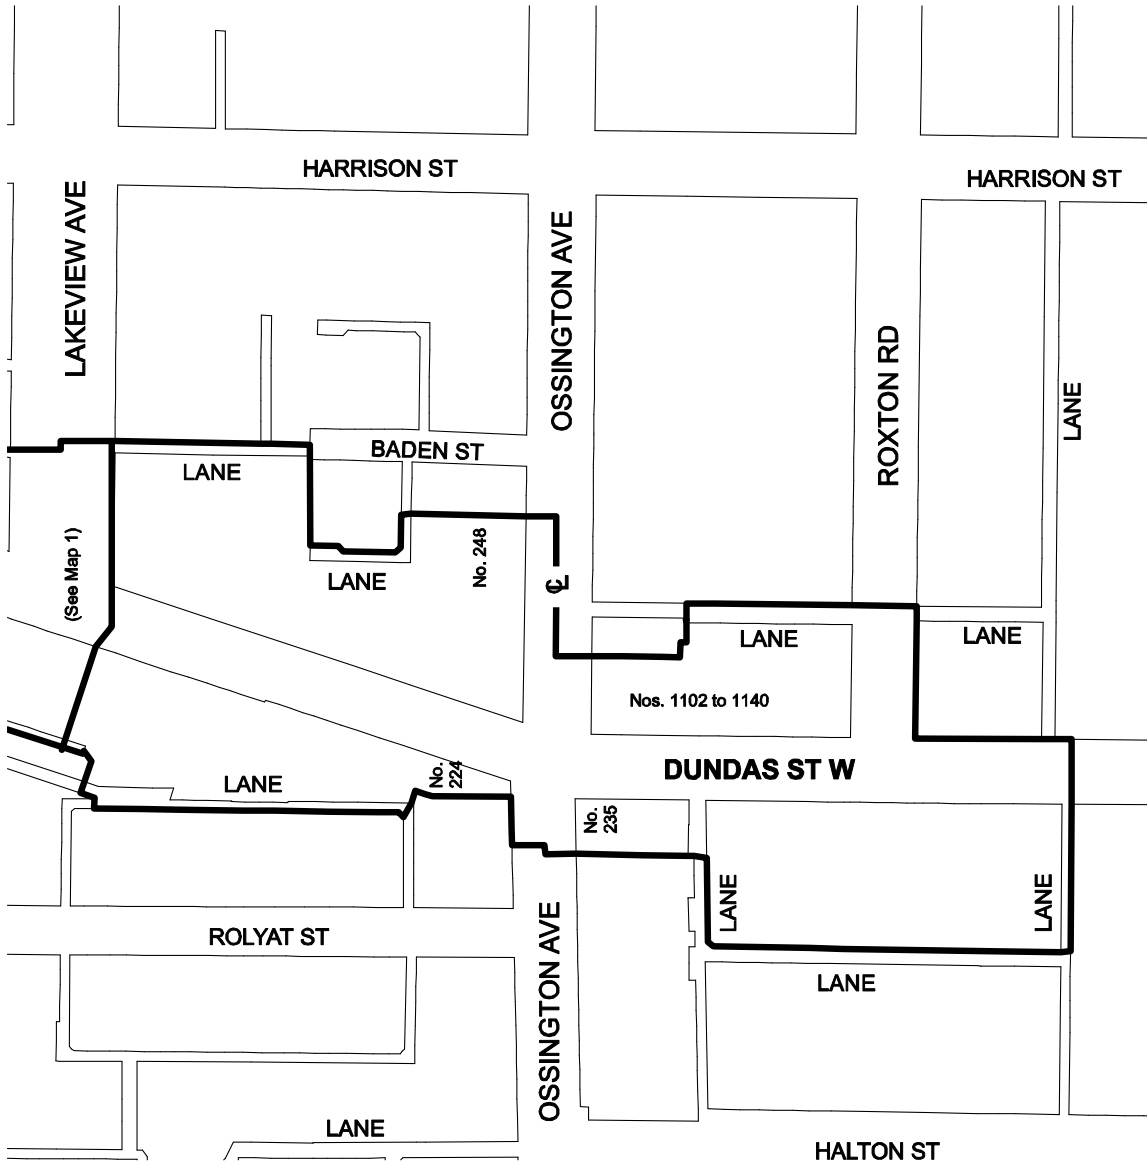 HARRISON ST
HARRISON ST
LAKEVIEW AVE
OSSINGTON AVE
ROXTON RD
LANE
BADEN ST
LANE
(See Map 1)
No. 248
LANE
℄
LANE
LANE
Nos. 1102 to 1140
DUNDAS ST W
No.
224
LANE
No.
235
LANE
LANE
ROLYAT ST
OSSINGTON AVE
LANE
LANE
HALTON ST